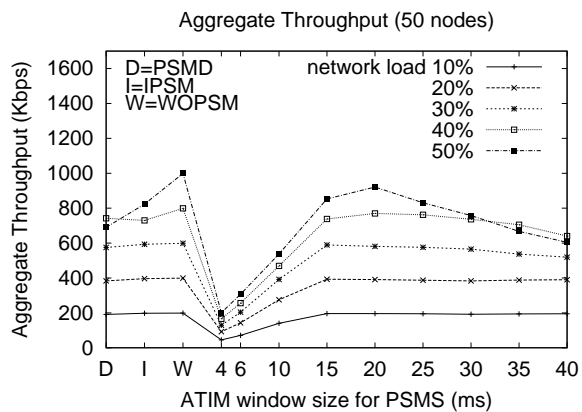 Aggregate Throughput (50 nodes)
Aggregate Throughput (Kbps)
1600
1400
1200
1000
800
600
400
200
0
D=PSMD
I=IPSM
W=WOPSM
network load 10%
20%
30%
40%
50%
D I W 4 6 10 15 20 25 30 35 40
ATIM window size for PSMS (ms)